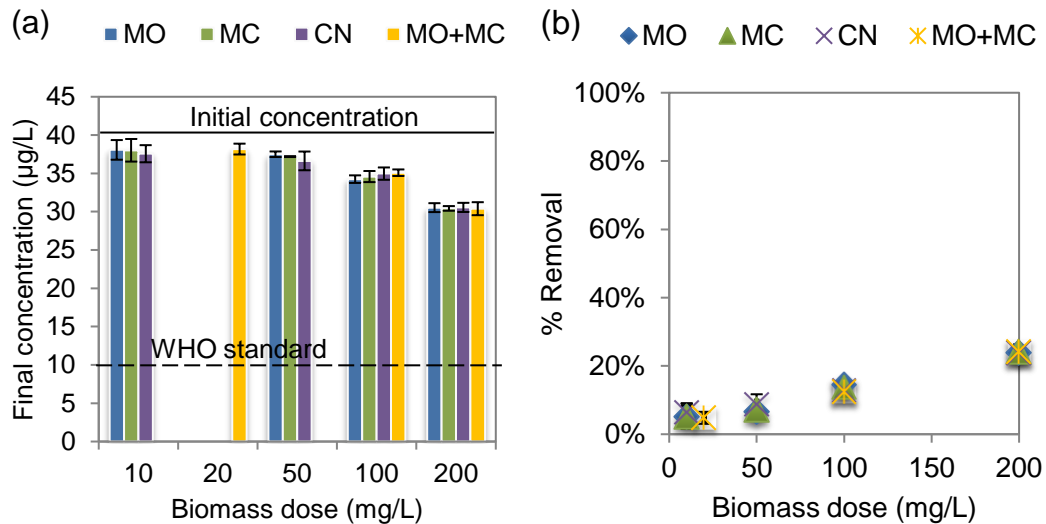 (a)
MO MC CN MO+MC
Final concentration (µg/L)
45
40
35
30
25
20
15
10
5
0
Initial concentration
WHO standard
10 20 50 100 200
Biomass dose (mg/L)
(b)
MO MC CN MO+MC
% Removal
100%
80%
60%
40%
20%
0%
0 50 100 150 200
Biomass dose (mg/L)